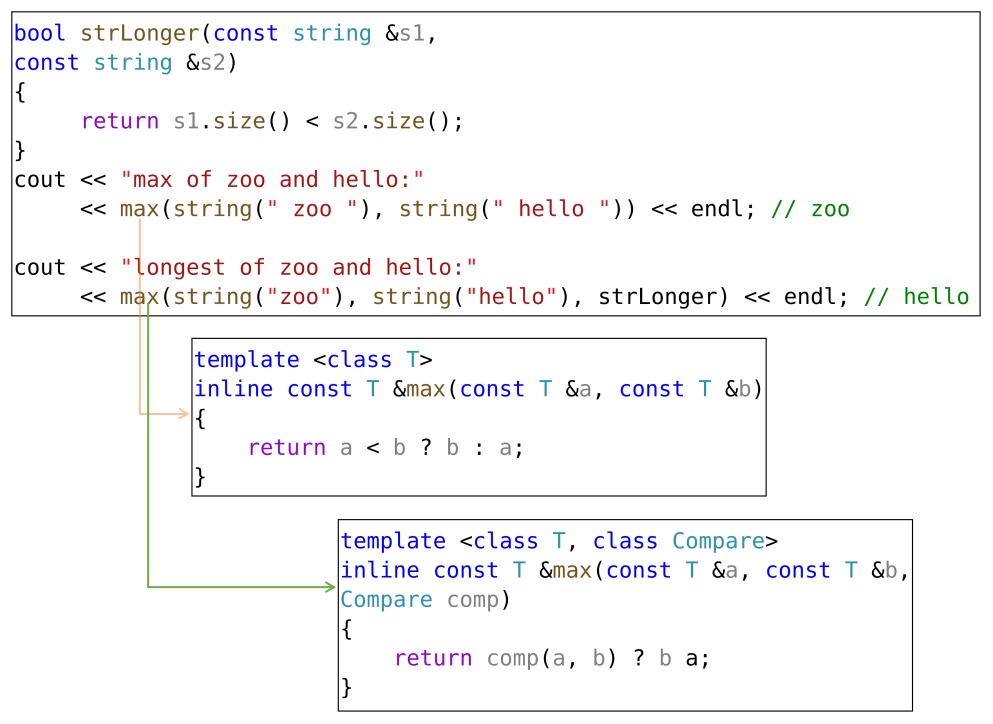 bool strLonger(const string &s1,
const string &s2)
{
     return s1.size() < s2.size();
}
cout << "max of zoo and hello:"
     << max(string(" zoo "), string(" hello ")) << endl; // zoo
cout << "longest of zoo and hello:"
     << max(string("zoo"), string("hello"), strLonger) << endl; // hello
template <class T>
inline const T &max(const T &a, const T &b)
{
    return a < b ? b : a;
}
template <class T, class Compare>
inline const T &max(const T &a, const T &b,
Compare comp)
{
    return comp(a, b) ? b a;
}